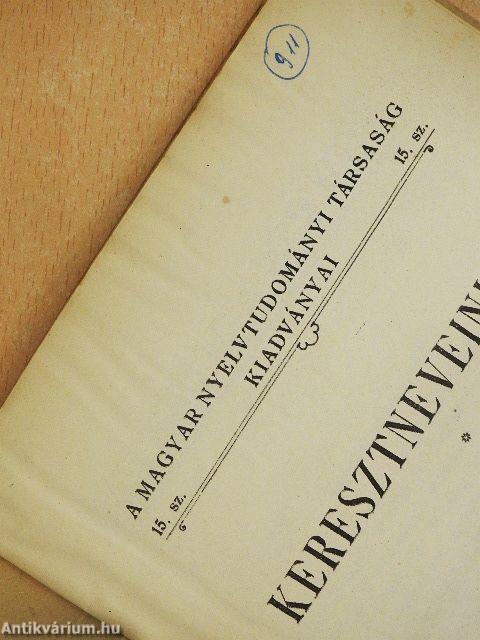 911
A MAGYAR NYELVTUDOMÁNYI TÁRSASÁG
KIADVÁNYAI
15. sz. 15. sz.
KERESZTNEVEIN
*
Antikvárium.hu